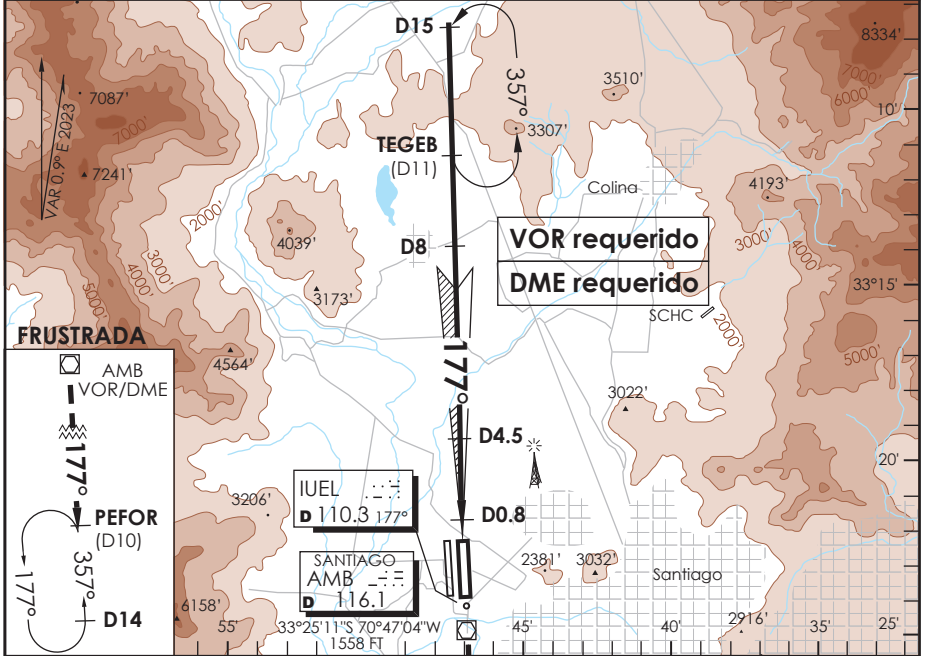 D15
8334'
7087'
3510'
7000'
6000'
10'
357°
VAR 0.9° E 2023
7000'
3307'
TEGEB
(D11)
7241'
Colina
4193'
2000'
4039'
D8
VOR requerido
3000'
4000'
3000'
4000'
5000'
DME requerido
33°15'
3173'
SCHC
2000'
FRUSTRADA
AMB
VOR/DME
4564'
177°
5000'
3022'
D4.5
177°
20'
IUEL
D 110.3 177°
3206'
PEFOR
(D10)
D0.8
357°
177°
SANTIAGO
AMB
D 116.1
2381'
3032'
Santiago
D14
6158'
55'
33°25'11"S 70°47'04"W
1558 FT
45'
40'
2916'
35'
25'